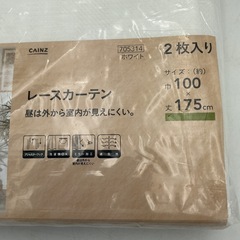 CAINZ
705J14
ホワイト
2枚入り
サイズ(約)
巾100
×
丈175cm
レースカーテン
昼は外から室内が見えにくい。